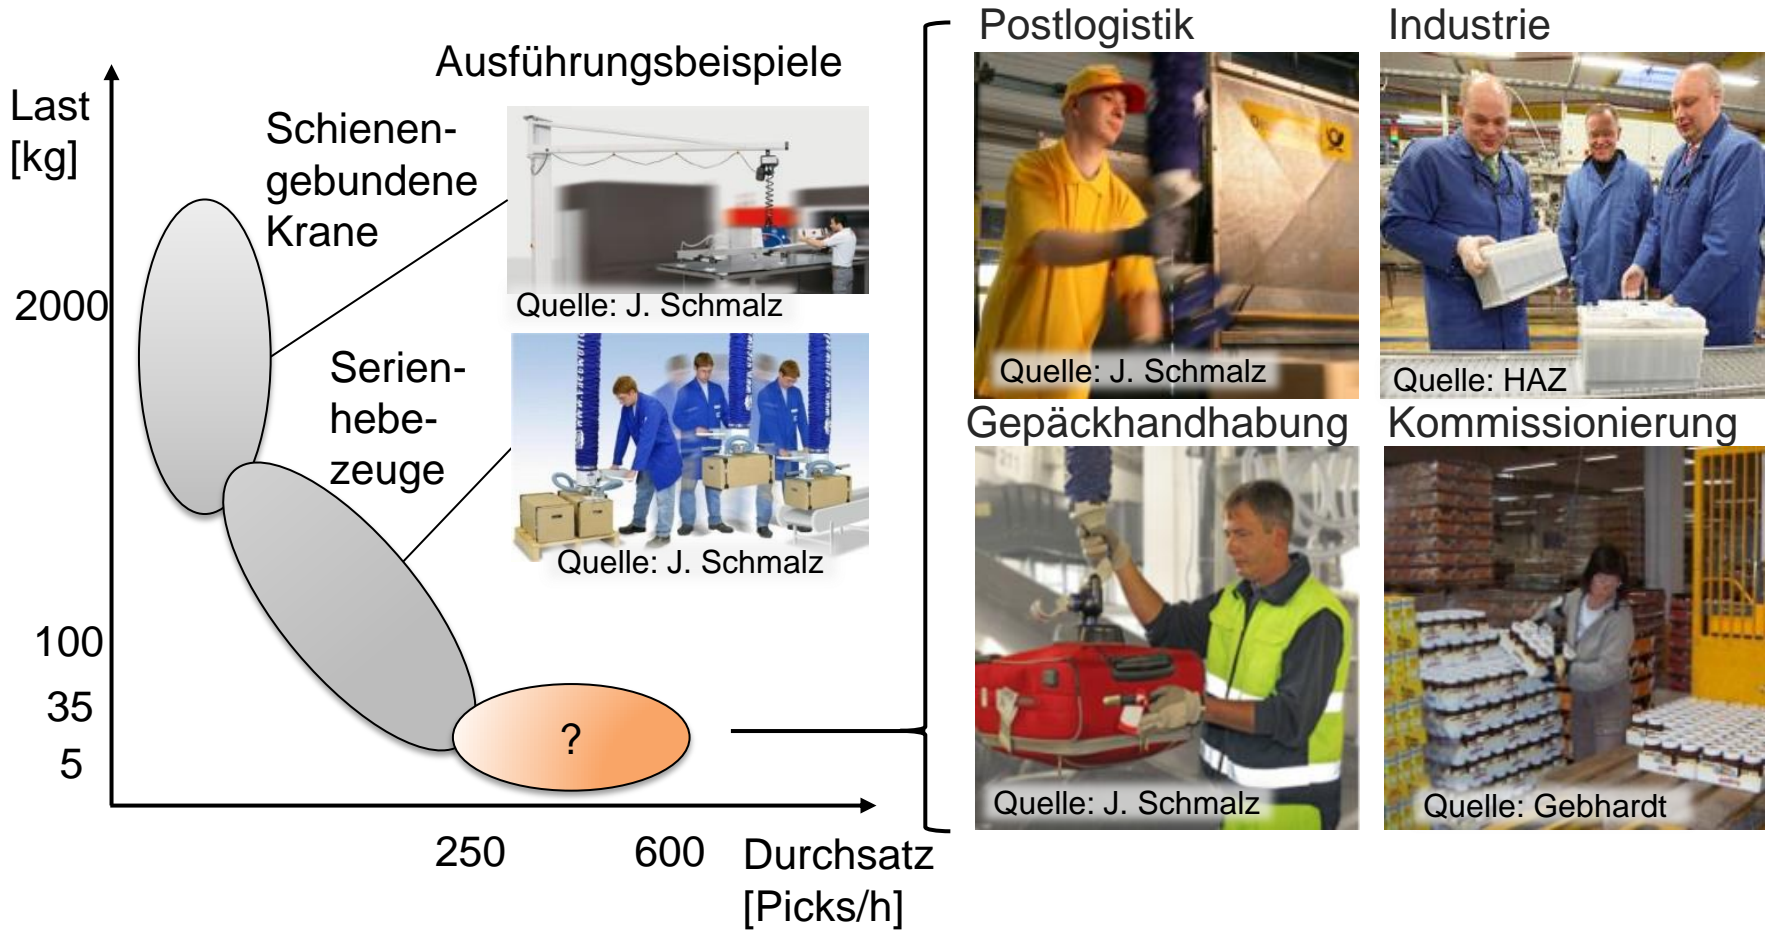 Ausführungsbeispiele
Last
[kg]
2000
100
35
5
Schienen-
gebundene
Krane
Quelle: J. Schmalz
Serien-
hebe-
zeuge
Quelle: J. Schmalz
?
250
600
Durchsatz
[Picks/h]
Postlogistik
Quelle: J. Schmalz
Industrie
Quelle: HAZ
Gepäckhandhabung
Quelle: J. Schmalz
Kommissionierung
Quelle: Gebhardt